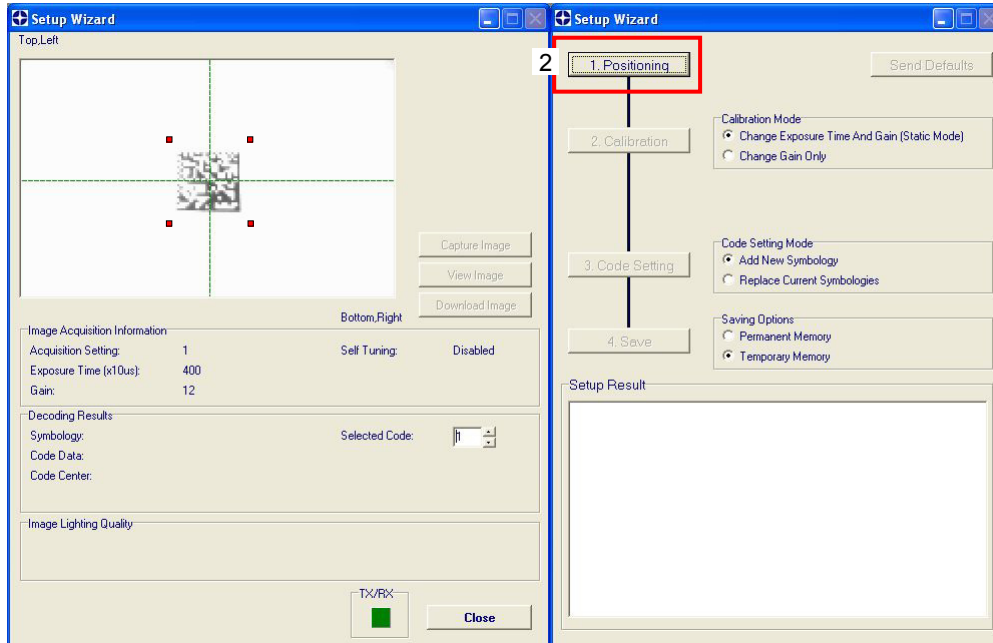 Setup Wizard
Top,Left
Capture Image
View Image
Download Image
Bottom,Right
Image Acquisition Information
Acquisition Setting: 1 Self Tuning: Disabled
Exposure Time (x10us): 400
Gain: 12
Decoding Results
Symbology: Selected Code: 1
Code Data:
Code Center:
Image Lighting Quality
TX/RX
Close
Setup Wizard
2
1. Positioning Send Defaults
2. Calibration
Calibration Mode
Change Exposure Time And Gain (Static Mode)
Change Gain Only
3. Code Setting
Code Setting Mode
Add New Symbology
Replace Current Symbologies
4. Save
Saving Options
Permanent Memory
Temporary Memory
Setup Result